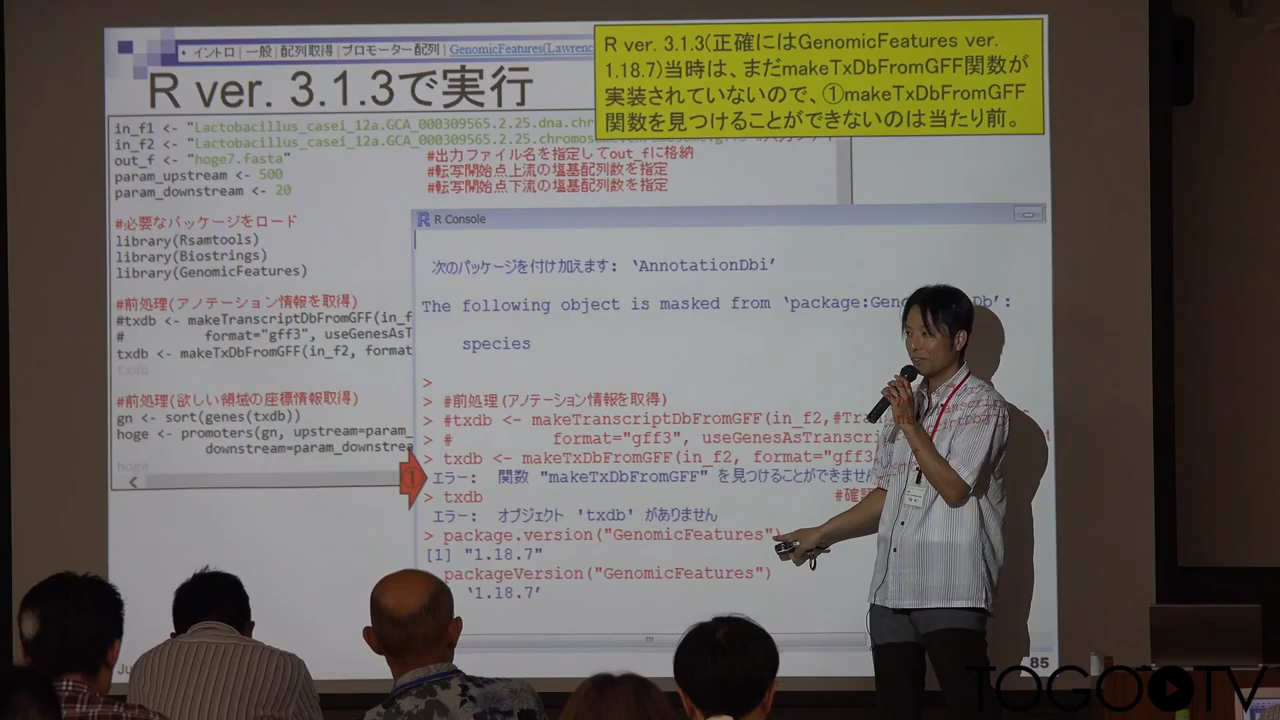 • イントロ | 一般 | 配列取得 | プロモーター配列 | GenomicFeatures(Lawrenc
R ver. 3.1.3で実行
R ver. 3.1.3(正確にはGenomicFeatures ver.
1.18.7)当時は、まだmakeTxDbFromGFF関数が
実装されていないので、①makeTxDbFromGFF
関数を見つけることができないのは当たり前。
in_f1 <- "Lactobacillus_casei_12a.GCA_000309565.2.25.dna.chr
in_f2 <- "Lactobacillus_casei_12a.GCA_000309565.2.25.chromosome
out_f <- "hoge7.fasta" #出力ファイル名を指定してout_fに格納
param_upstream <- 500 #転写開始点上流の塩基配列数を指定
param_downstream <- 20 #転写開始点下流の塩基配列数を指定
#必要なパッケージをロード
library(Rsamtools)
library(Biostrings)
library(GenomicFeatures)
#前処理(アノテーション情報を取得)
#txdb <- makeTranscriptDbFromGFF(in_f
# format="gff3", useGenesAsT
txdb <- makeTxDbFromGFF(in_f2, format
txdb
#前処理(欲しい領域の座標情報取得)
gn <- sort(genes(txdb))
hoge <- promoters(gn, upstream=param_
downstream=param_downstrea
hoge
R Console
次のパッケージを付け加えます: ‘AnnotationDbi’
The following object is masked from ‘package:Gen Db’:
species
>
> #前処理(アノテーション情報を取得)
> #txdb <- makeTranscriptDbFromGFF(in_f2,#Tra
> # format="gff3", useGenesAsTranscri
> txdb <- makeTxDbFromGFF(in_f2, format="gff3
①
エラー: 関数 "makeTxDbFromGFF" を見つけることができませ
> txdb #確
エラー: オブジェクト 'txdb' がありません
> package.version("GenomicFeatures")
[1] "1.18.7"
packageVersion("GenomicFeatures")
‘1.18.7’
85
TOGO TV